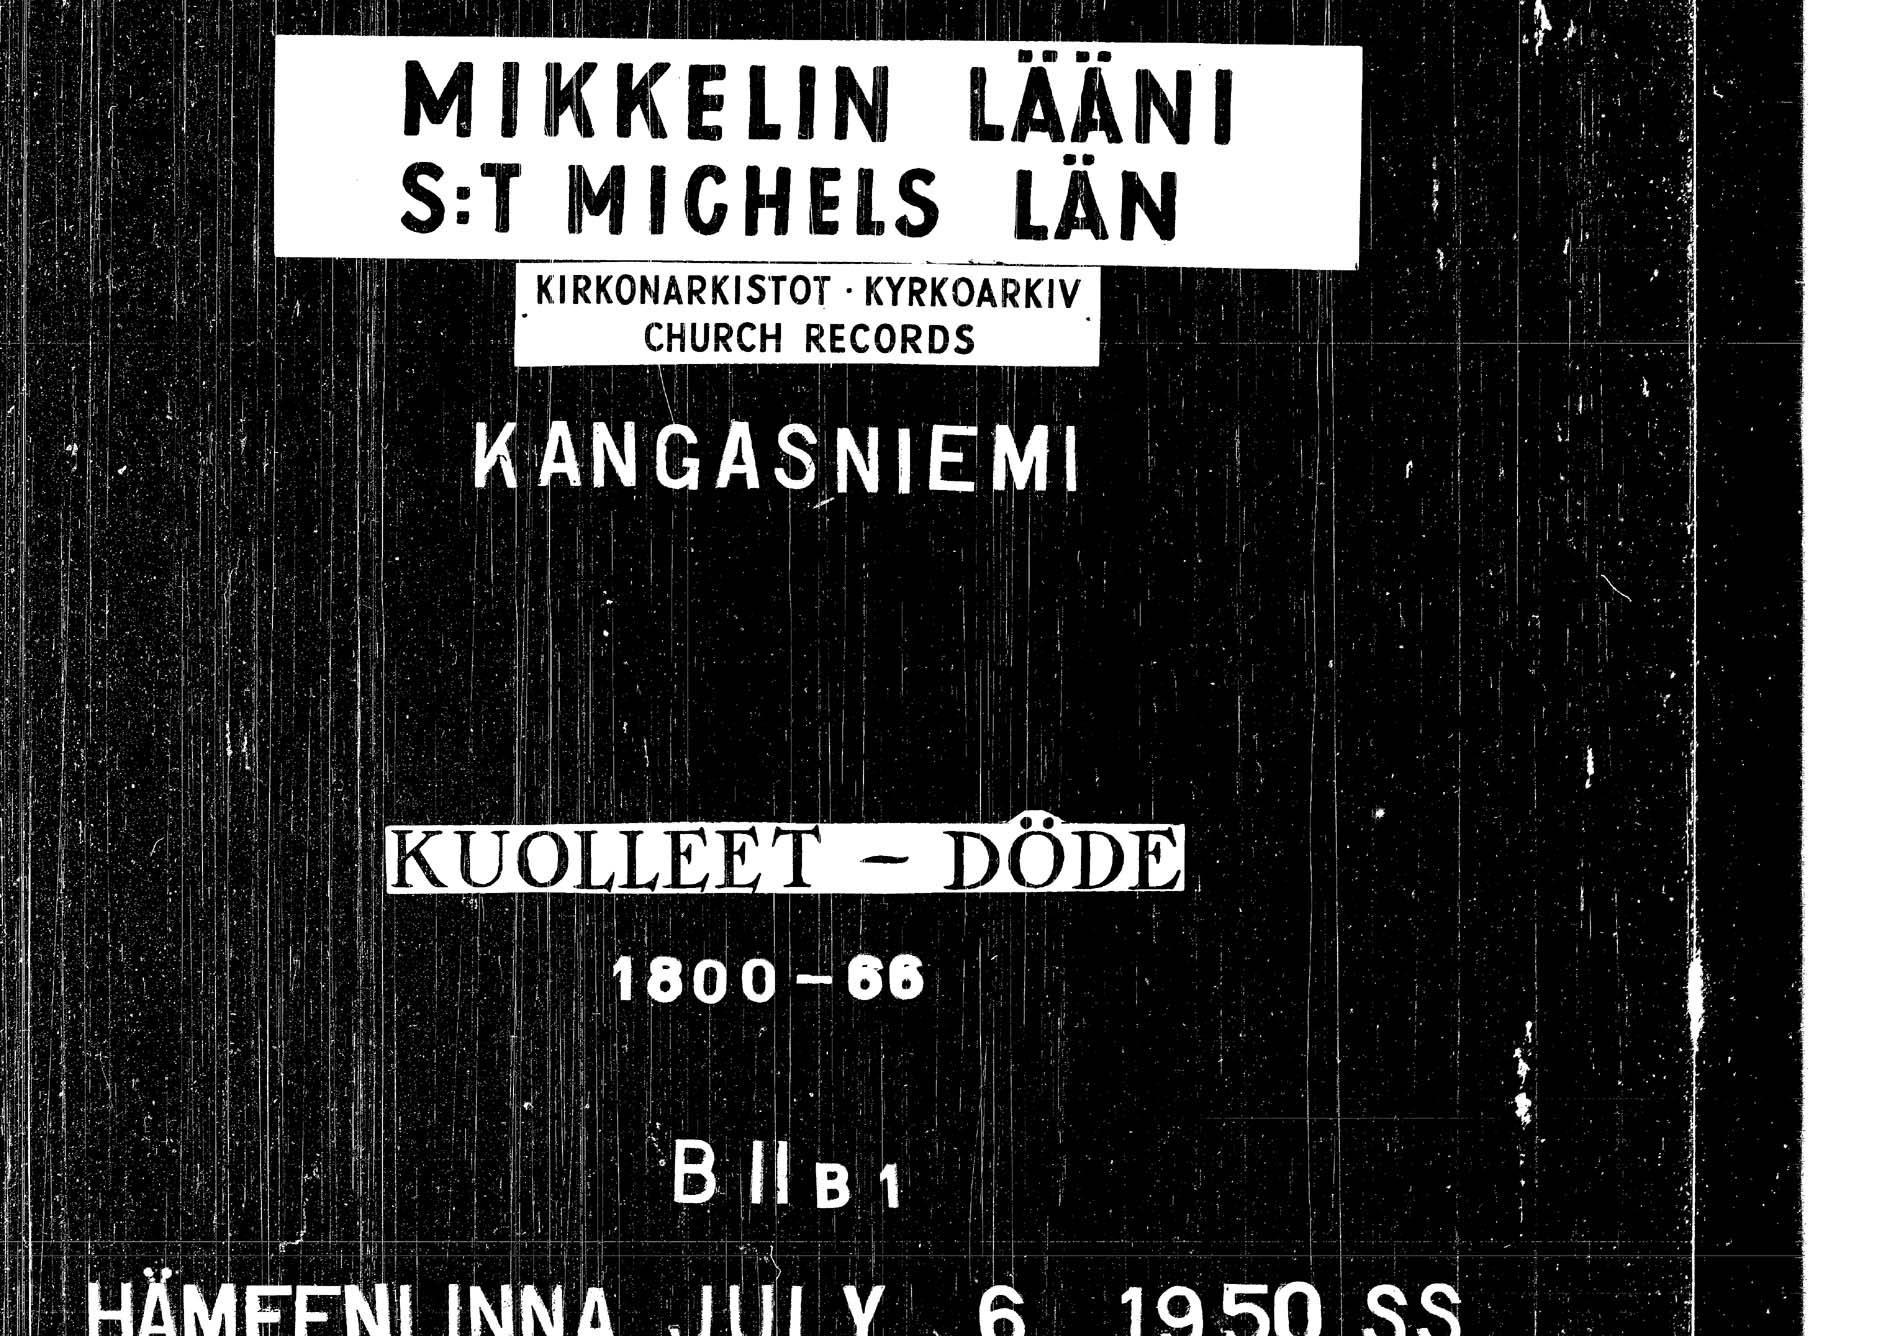 MIKKELIN LÄÄNI
S:T MICHELS LÄN
KIRKONARKISTOT · KYRKOARKIV
CHURCH RECORDS
KANGASNIEMI
KUOLLEET – DÖDE
1800–66
B II B 1
HÄMEENLINNA JULY 6 1950 SS